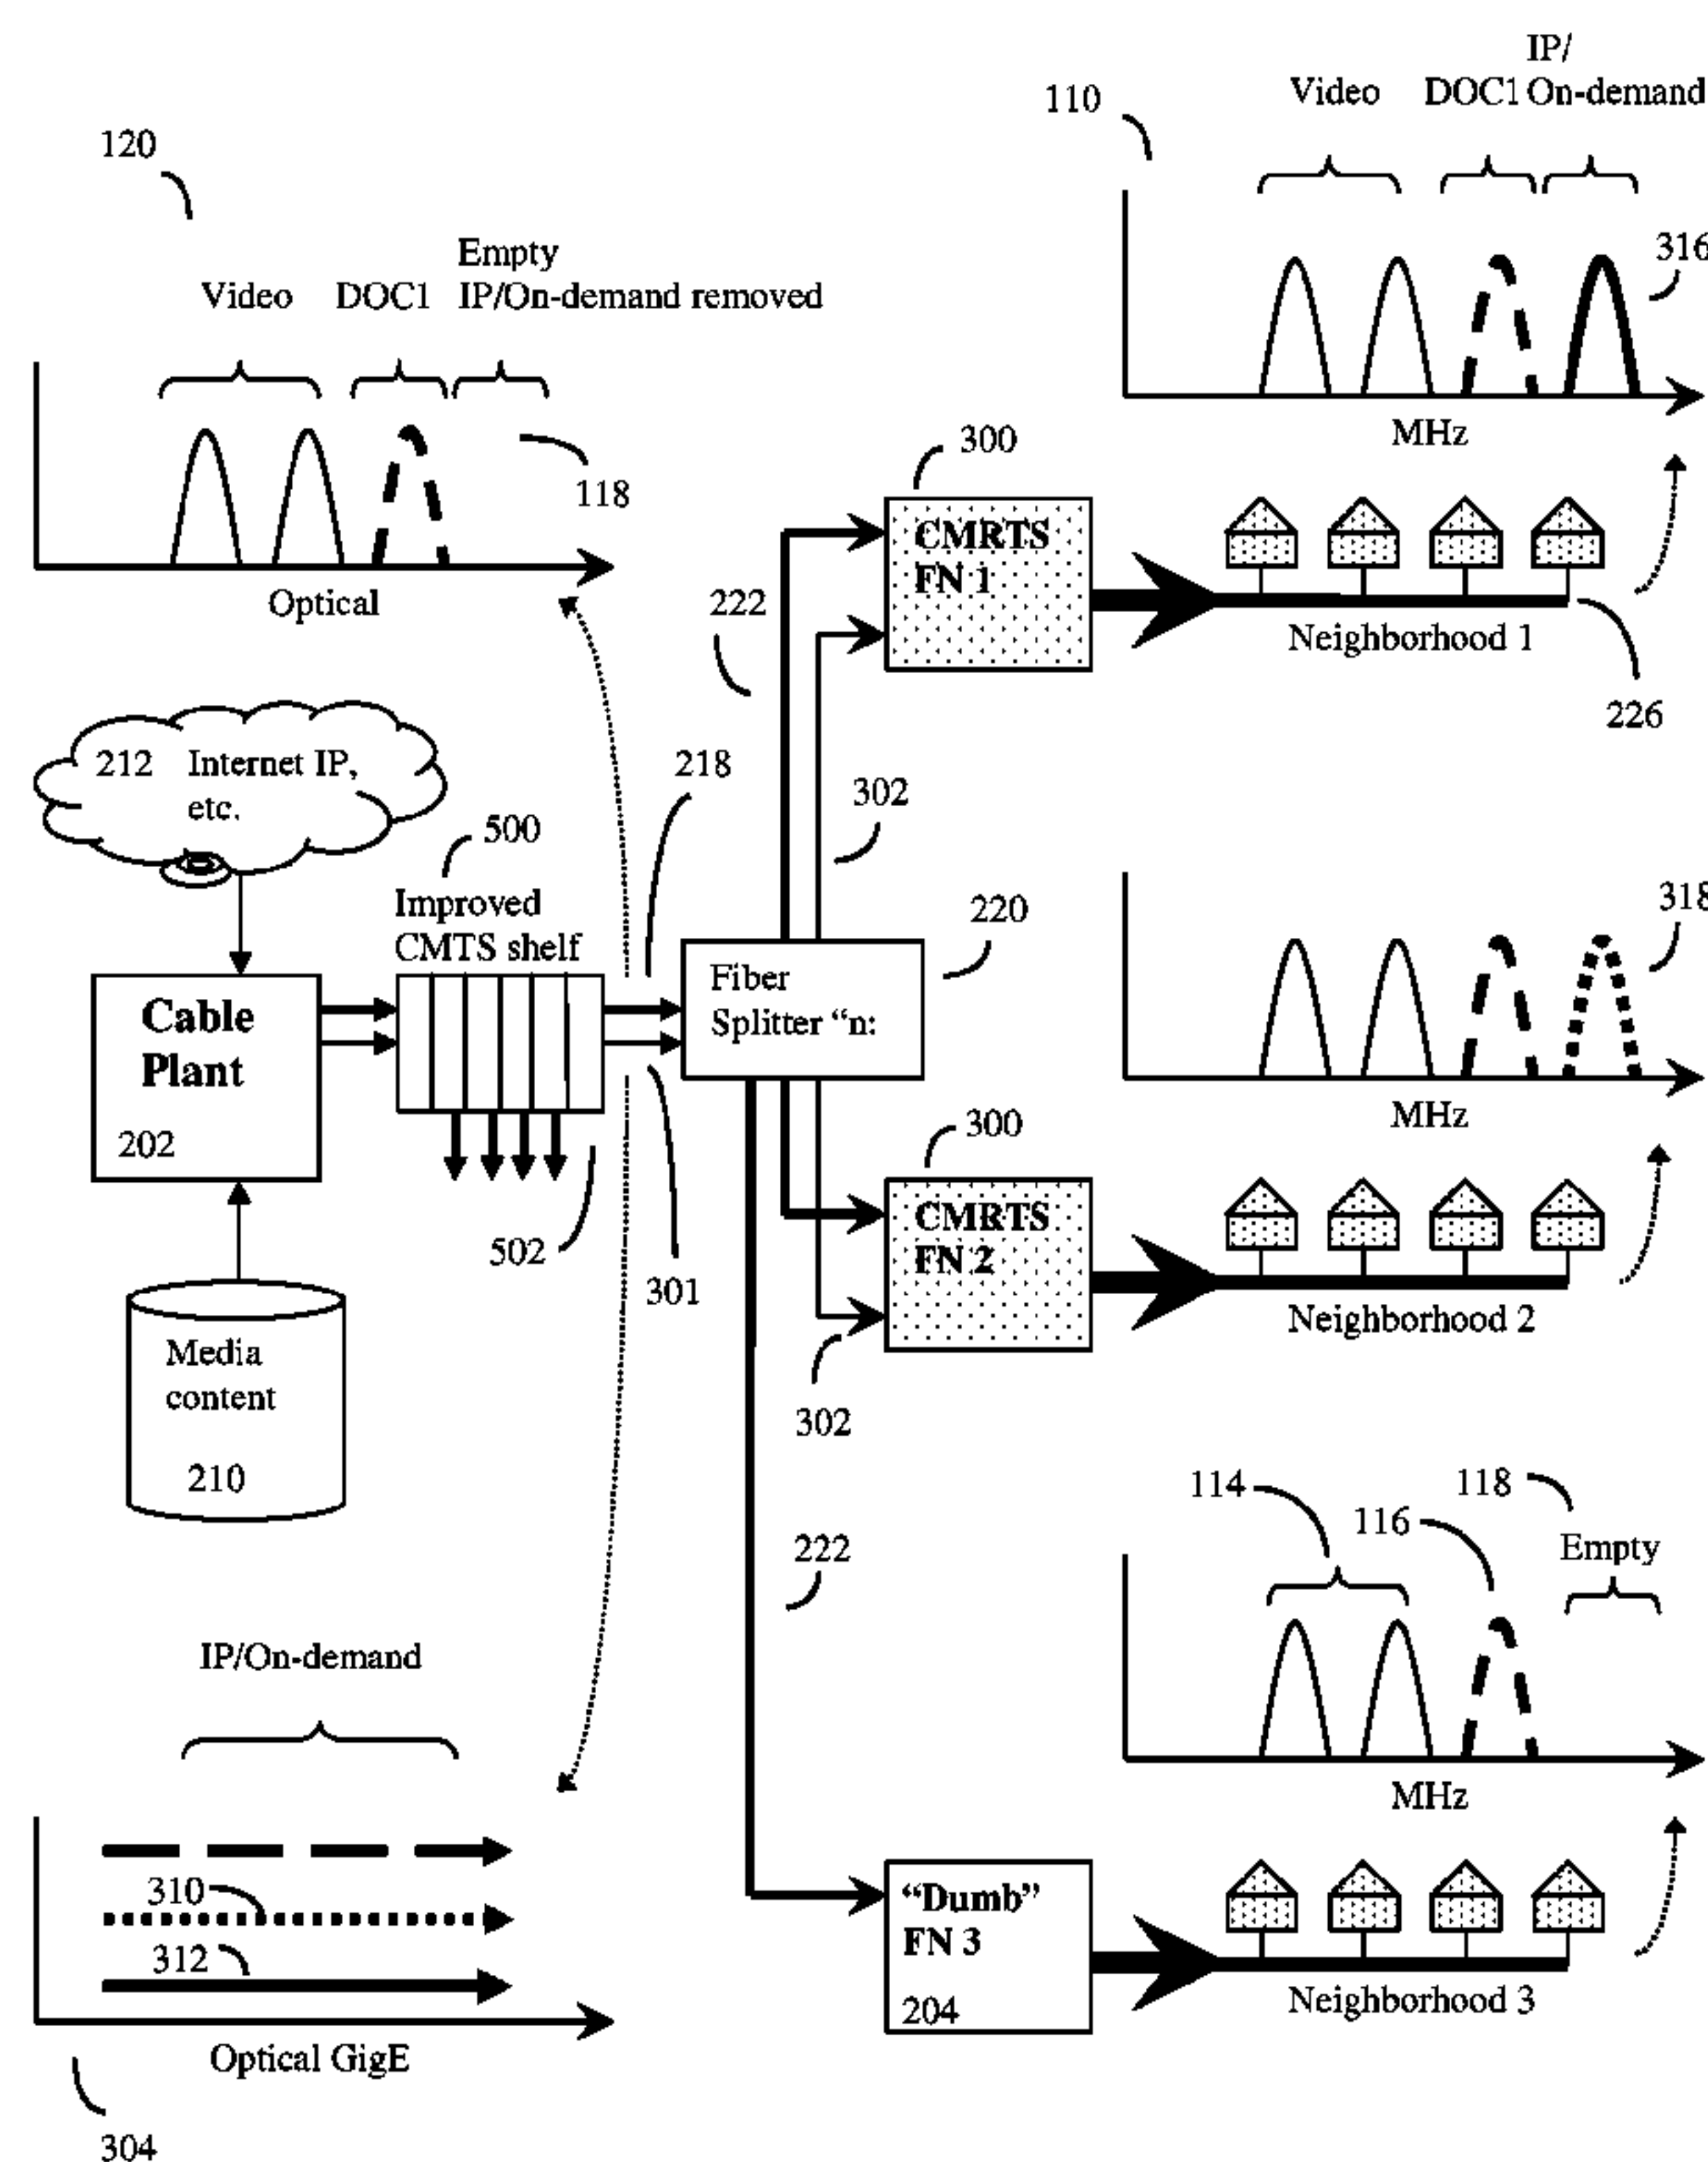 IP/
110
Video
DOC1 On-demand
316
MHz
120
Empty
Video
DOC1
IP/On-demand removed
118
Optical
300
CMRTS
FN 1
222
Neighborhood 1
226
212 Internet IP,
etc.
218
302
500
Improved
CMTS shelf
220
Fiber
Splitter “n:
318
MHz
Cable
Plant
202
502
301
300
CMRTS
FN 2
302
Neighborhood 2
Media
content
210
222
114
116
118
Empty
MHz
IP/On-demand
310
312
Optical GigE
304
“Dumb”
FN 3
204
Neighborhood 3